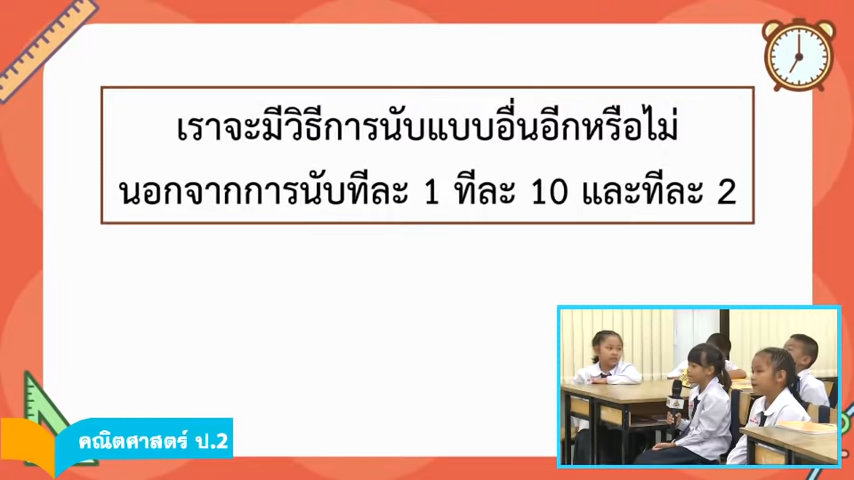 เราจะมีวิธีการนับแบบอื่นอีกหรือไม่
นอกจากการนับทีละ 1 ทีละ 10 และทีละ 2
คณิตศาสตร์ ป.2